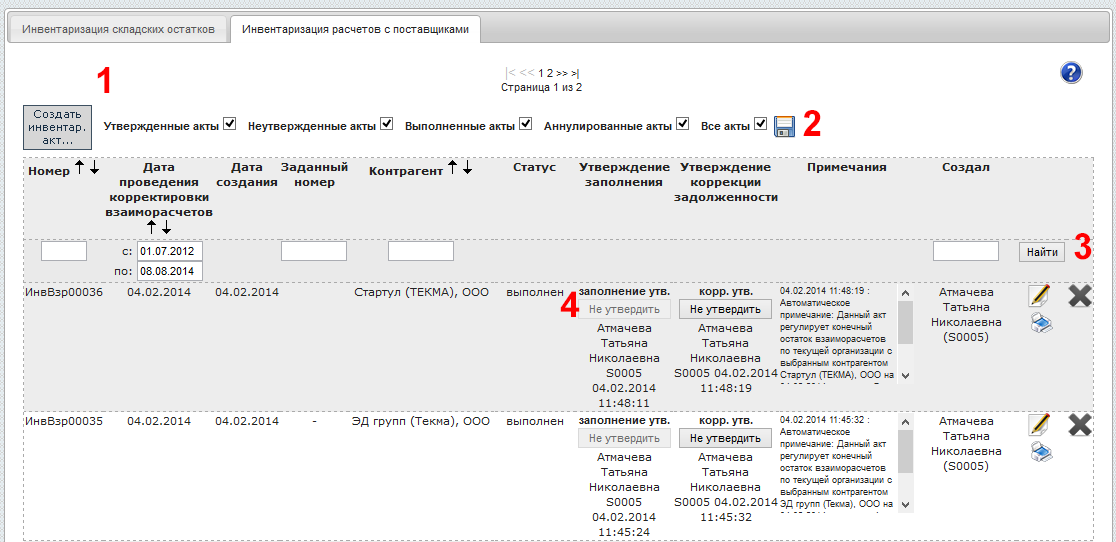 Инвентаризация складских остатков
Инвентаризация расчетов с поставщиками
1
|< << 1 2 >> >|
Страница 1 из 2
?
Создать
инвентар.
акт...
Утвержденные акты
Неутвержденные акты
Выполненные акты
Аннулированные акты
Все акты
2
Номер
Дата
проведения
корректировки
взаиморасчетов
Дата
создания
Заданный
номер
Контрагент
Статус
Утверждение
заполнения
Утверждение
коррекции
задолженности
Примечания
Создал
с: 01.07.2012
по: 08.08.2014
Найти
3
ИнвВзр00036
04.02.2014
04.02.2014
Стартул (ТЕКМА), ООО
выполнен
4
заполнение утв.
Не утвердить
Атмачева
Татьяна
Николаевна
S0005
04.02.2014
11:48:11
корр. утв.
Не утвердить
Атмачева
Татьяна
Николаевна
S0005 04.02.2014
11:48:19
04.02.2014 11:48:19 :
Автоматическое
примечание: Данный акт
регулирует конечный
остаток взаиморасчетов
по текущей организации с
выбранным контрагентом
Стартул (ТЕКМА), ООО на
Атмачева
Татьяна
Николаевна
(S0005)
ИнвВзр00035
04.02.2014
04.02.2014
-
ЭД групп (Текма), ООО
выполнен
заполнение утв.
Не утвердить
Атмачева
Татьяна
Николаевна
S0005
04.02.2014
11:45:24
корр. утв.
Не утвердить
Атмачева
Татьяна
Николаевна
S0005 04.02.2014
11:45:32
04.02.2014 11:45:32 :
Автоматическое
примечание: Данный акт
регулирует конечный
остаток взаиморасчетов
по текущей организации с
выбранным контрагентом
ЭД групп (Текма), ООО на
Атмачева
Татьяна
Николаевна
(S0005)